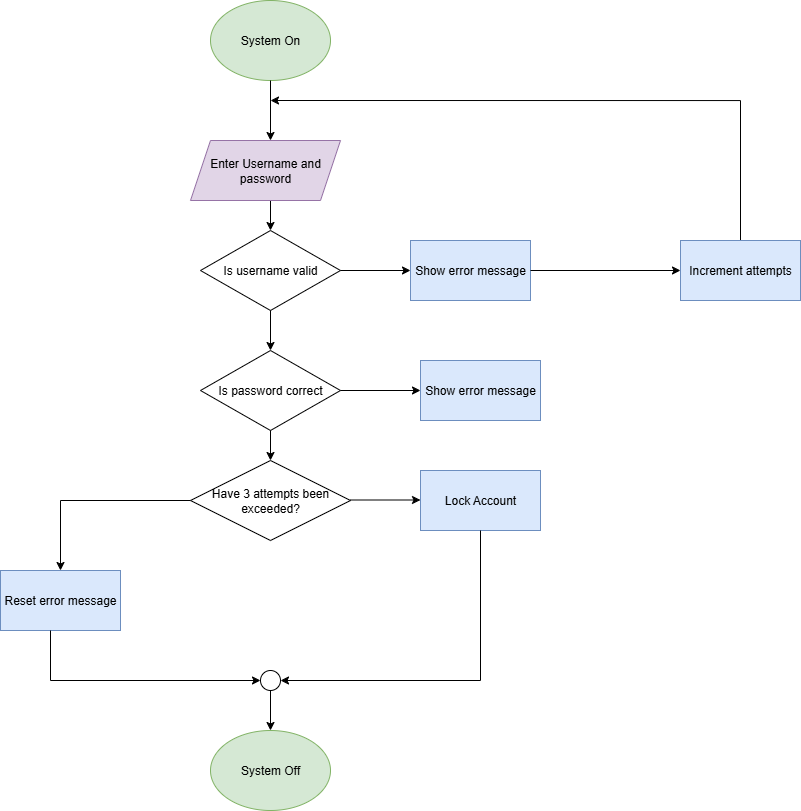 System On
Enter Username and
password
Is username valid
Show error message
Increment attempts
Is password correct
Show error message
Have 3 attempts been
exceeded?
Lock Account
Reset error message
System Off